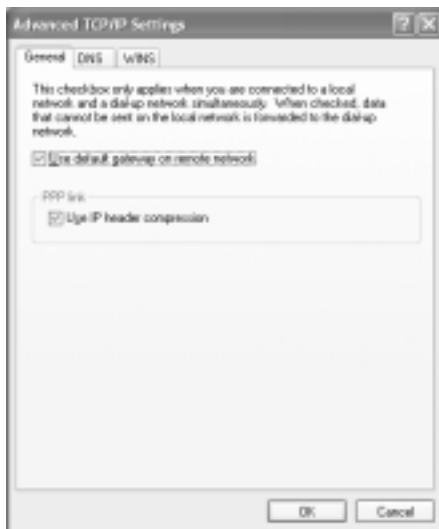 Advanced TCP/IP Settings
General DNS WINS
This checkbox only applies when you are connected to a local
network and a dial-up network simultaneously. When checked, data
that cannot be sent on the local network is forwarded to the dial-up
network.
Use default gateway on remote network
PPP link
Use IP header compression
OK Cancel